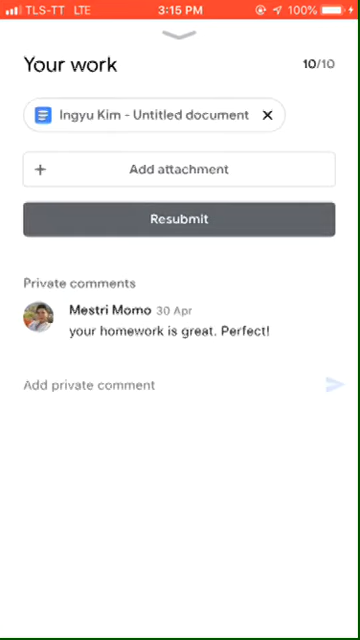 TLS-TT LTE 3:15 PM 100%
Your work 10/10
Ingyu Kim - Untitled document
Add attachment
Resubmit
Private comments
Mestri Momo 30 Apr
your homework is great. Perfect!
Add private comment